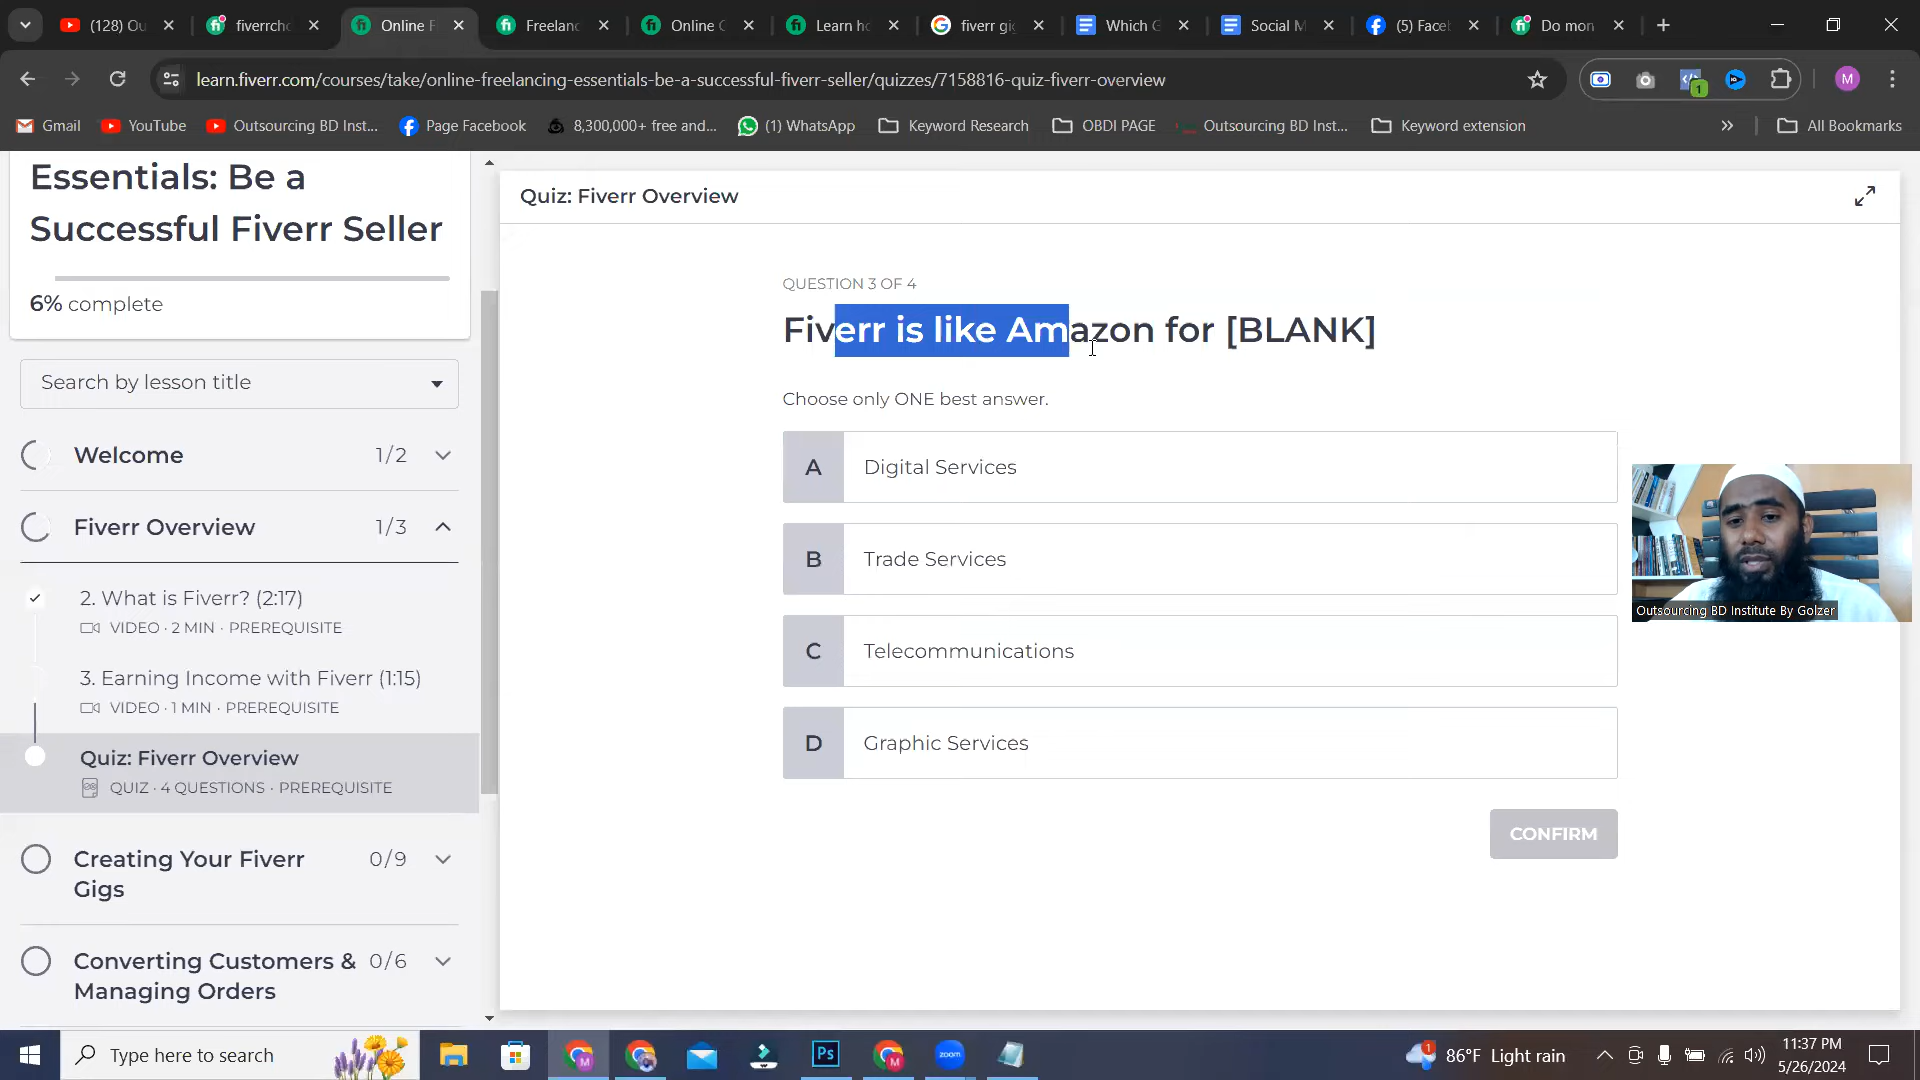 (128) Ou
fiverrcho
Online F
Freelanc
Online C
Learn ho
fiverr gi
Which G
Social M
(5) Faceb
Do mon
learn.fiverr.com/courses/take/online-freelancing-essentials-be-a-successful-fiverr-seller/quizzes/7158816-quiz-fiverr-overview
1
M
Gmail
YouTube
Outsourcing BD Inst...
Page Facebook
8,300,000+ free and...
(1) WhatsApp
Keyword Research
OBDI PAGE
Outsourcing BD Inst...
Keyword extension
All Bookmarks
Essentials: Be a
Successful Fiverr Seller
6% complete
Search by lesson title
Welcome 1/2
Fiverr Overview 1/3
2. What is Fiverr? (2:17)
VIDEO · 2 MIN · PREREQUISITE
3. Earning Income with Fiverr (1:15)
VIDEO · 1 MIN · PREREQUISITE
Quiz: Fiverr Overview
QUIZ · 4 QUESTIONS · PREREQUISITE
Creating Your Fiverr 0/9
Gigs
Converting Customers & 0/6
Managing Orders
Quiz: Fiverr Overview
QUESTION 3 OF 4
Fiverr is like Amazon for [BLANK]
Choose only ONE best answer.
A Digital Services
B Trade Services
C Telecommunications
D Graphic Services
CONFIRM
Outsourcing BD Institute By Golzer
Type here to search
Ps
zoom
1
86°F Light rain
11:37 PM
5/26/2024